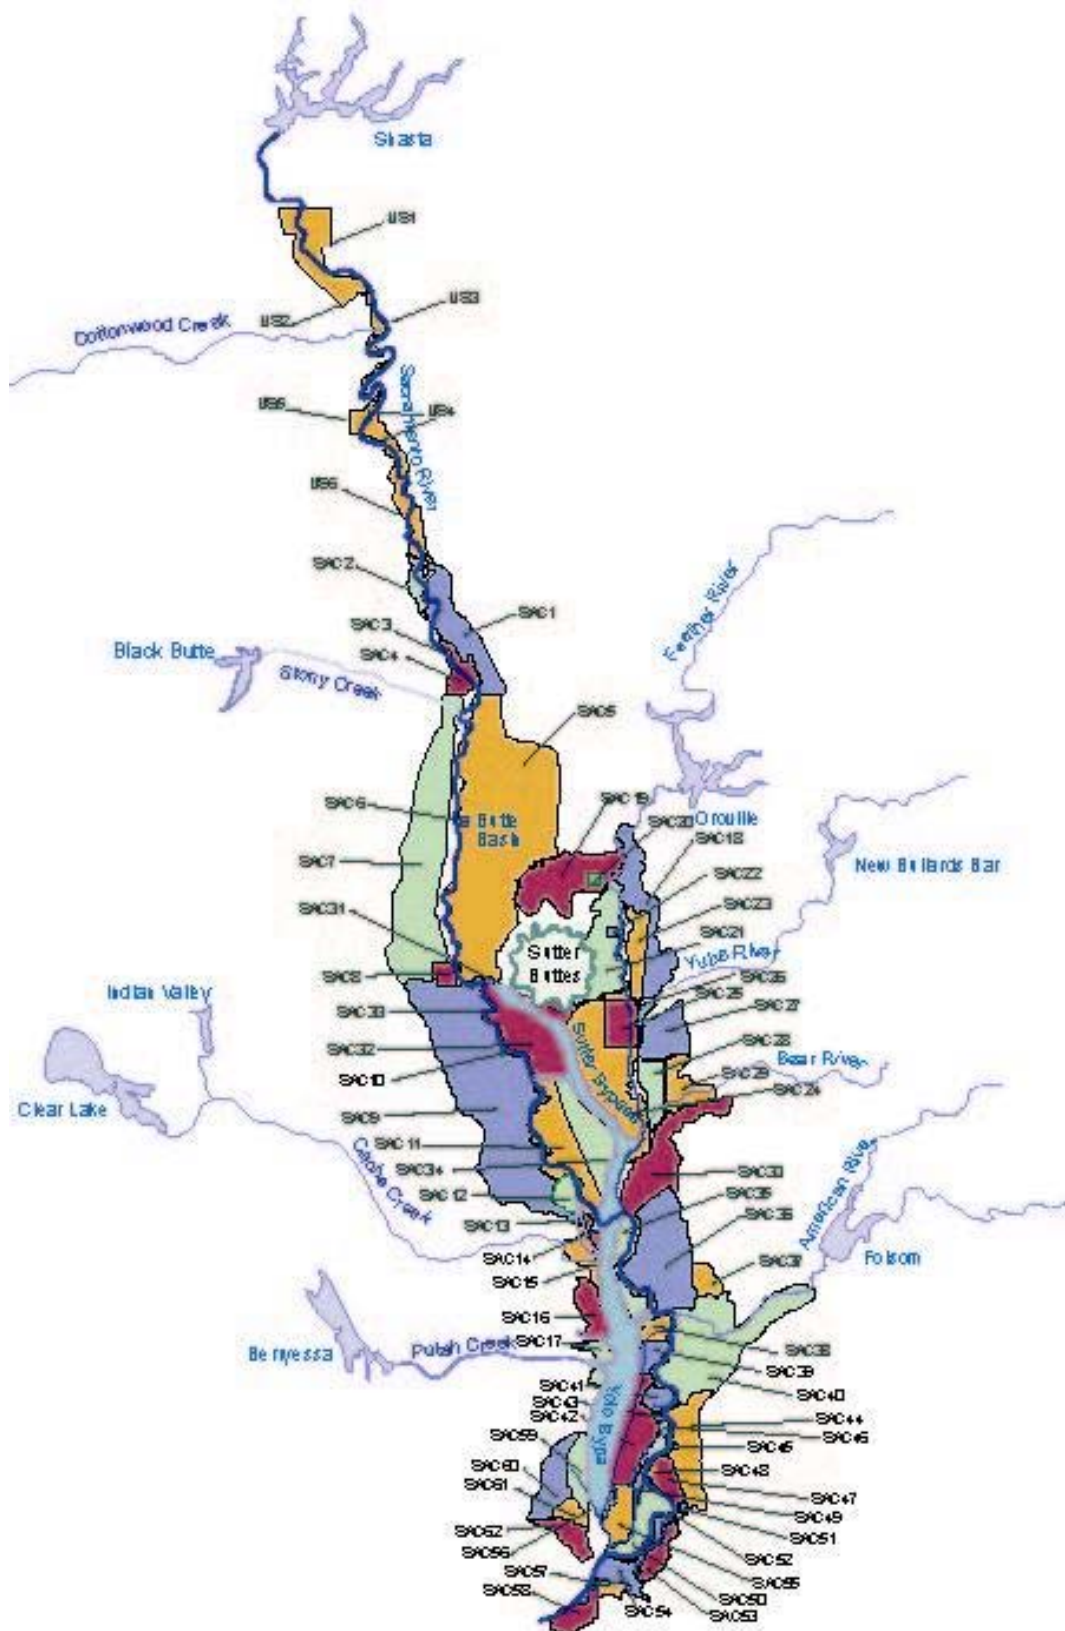 Shasta
US1
US3
US2
Cottonwood Creek
US5
US4
Sacramento River
US6
SAC2
SAC1
SAC3
SAC4
Black Butte
Stony Creek
Feather River
SAC5
SAC6
Butte
Basin
SAC19
SAC20
Oroville
SAC18
SAC7
SAC22
New Bullards Bar
SAC31
SAC23
SAC21
Sutter
Buttes
Yuba River
SAC8
SAC26
Indian Valley
SAC25
SAC33
SAC27
SAC32
Sutter Bypass
SAC28
Bear River
SAC10
SAC29
SAC24
Clear Lake
SAC9
SAC11
Cache Creek
SAC34
SAC30
American River
SAC12
SAC35
SAC13
SAC36
SAC14
SAC37
Folsom
SAC15
SAC16
SAC17
Putah Creek
Berryessa
SAC38
SAC39
SAC41
SAC40
SAC43
SAC42
Yolo Bypa
SAC44
SAC46
SAC59
SAC45
SAC60
SAC48
SAC61
SAC47
SAC49
SAC62
SAC51
SAC56
SAC52
SAC57
SAC55
SAC58
SAC50
SAC54
SAC53